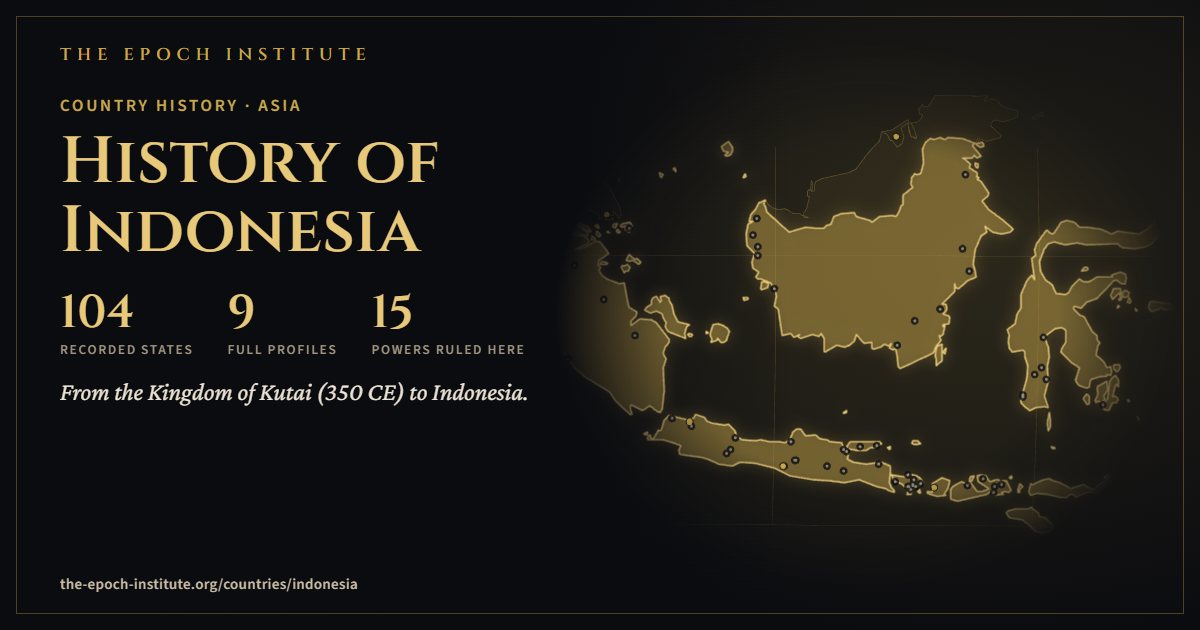 THE EPOCH INSTITUTE
COUNTRY HISTORY · ASIA
HISTORY OF
INDONESIA
104 9 15
RECORDED STATES FULL PROFILES POWERS RULED HERE
From the Kingdom of Kutai (350 CE) to Indonesia.
the-epoch-institute.org/countries/indonesia